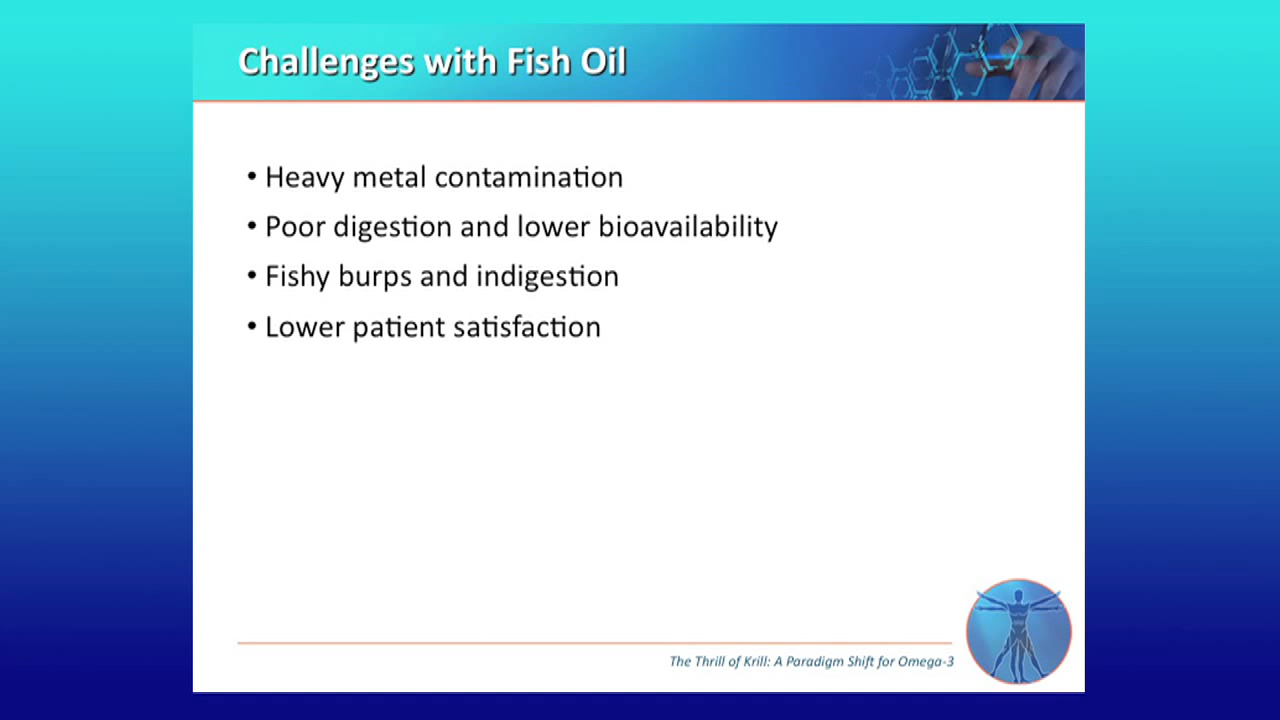 Challenges with Fish Oil
• Heavy metal contamination
• Poor digestion and lower bioavailability
• Fishy burps and indigestion
• Lower patient satisfaction
The Thrill of Krill: A Paradigm Shift for Omega-3